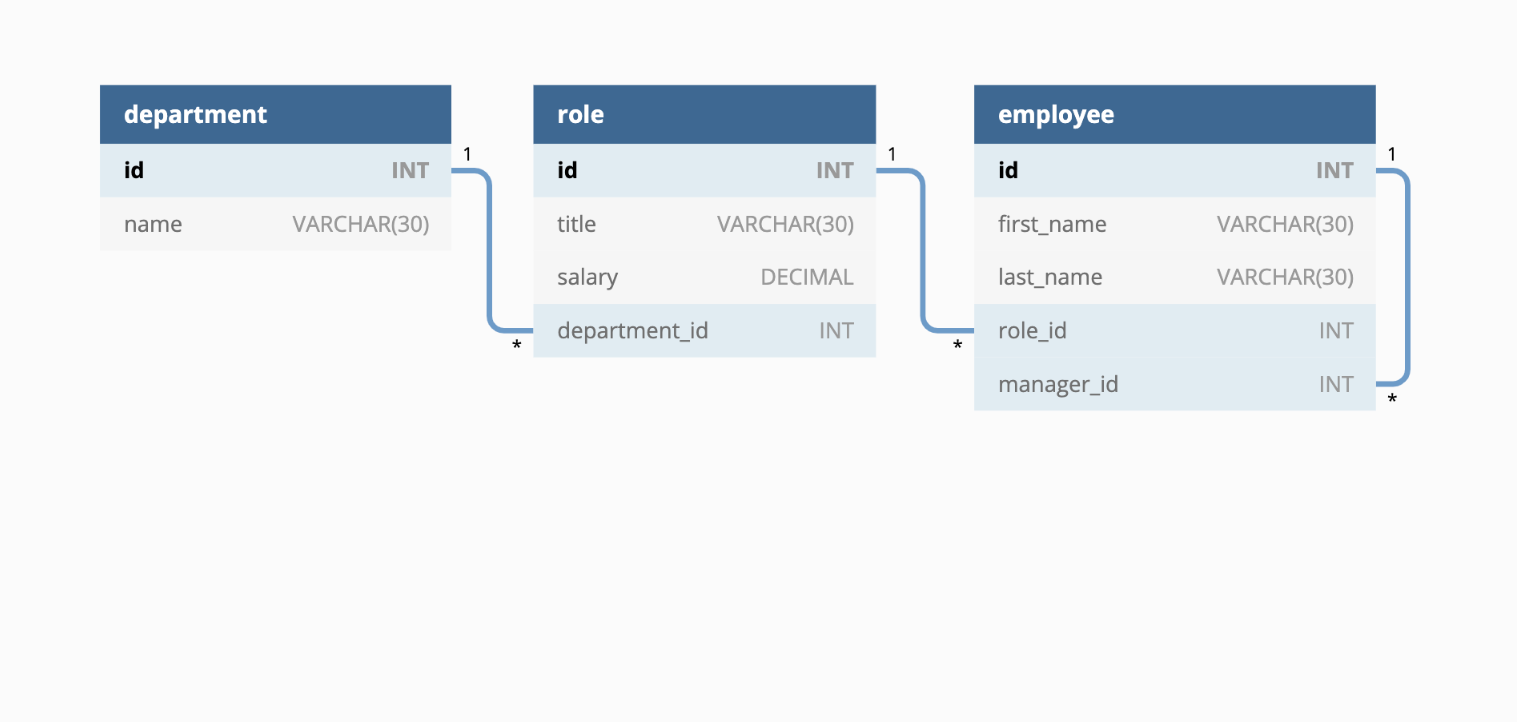 department
id INT
name VARCHAR(30)
1
*
role
id INT
title VARCHAR(30)
salary DECIMAL
department_id INT
1
*
employee
id INT
first_name VARCHAR(30)
last_name VARCHAR(30)
role_id INT
manager_id INT
1
*